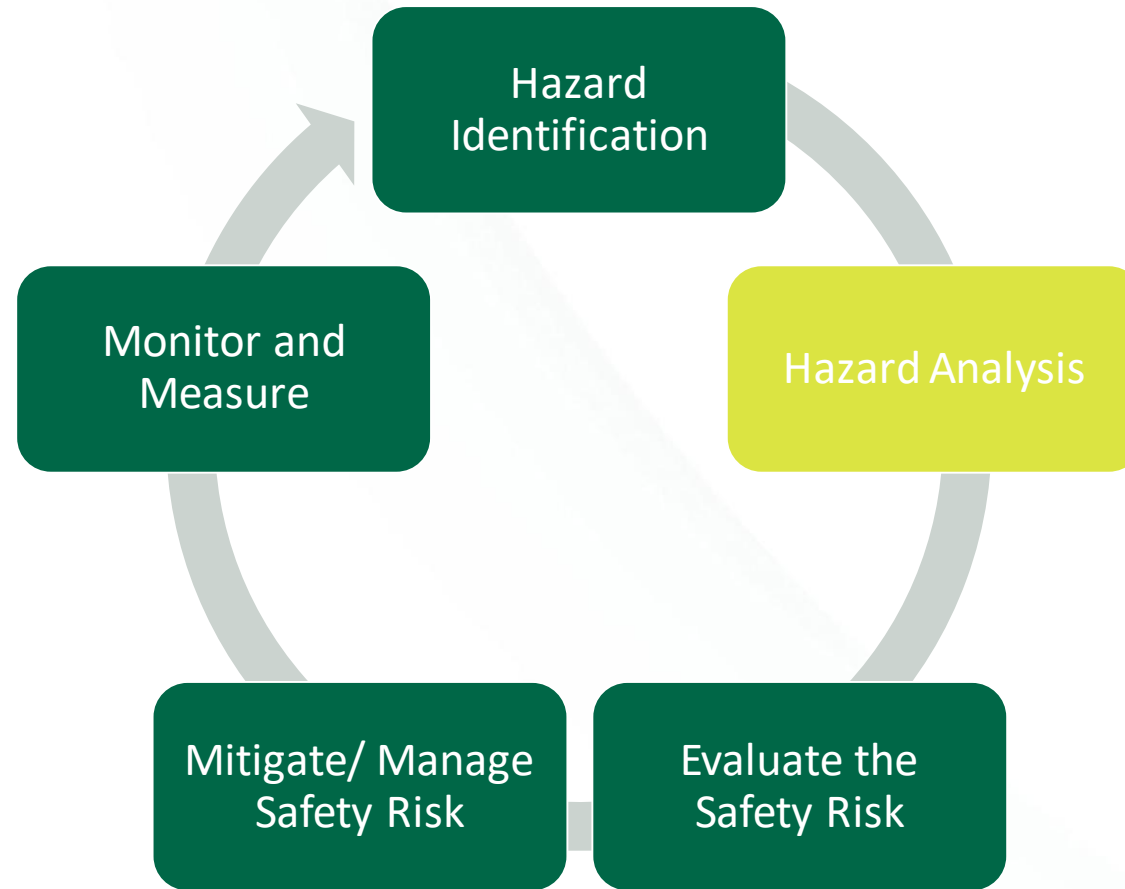 Hazard
Identification
Hazard Analysis
Evaluate the
Safety Risk
Mitigate/ Manage
Safety Risk
Monitor and
Measure